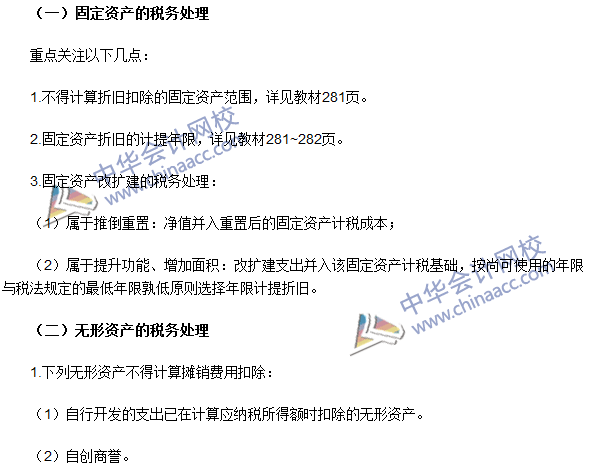 （一）固定资产的税务处理
重点关注以下几点：
1.不得计算折旧扣除的固定资产范围，详见教材281页。
2.固定资产折旧的计提年限，详见教材281~282页。
3.固定资产改扩建的税务处理：
（1）属于推倒重置：净值并入重置后的固定资产计税成本；
（2）属于提升功能、增加面积：改扩建支出并入该固定资产计税基础，按尚可使用的年限
与税法规定的最低年限孰低原则选择年限计提折旧。
（二）无形资产的税务处理
1.下列无形资产不得计算摊销费用扣除：
（1）自行开发的支出已在计算应纳税所得额时扣除的无形资产。
（2）自创商誉。
中华会计网校
www.chinaacc.com
中华会计网校
www.chinaacc.com